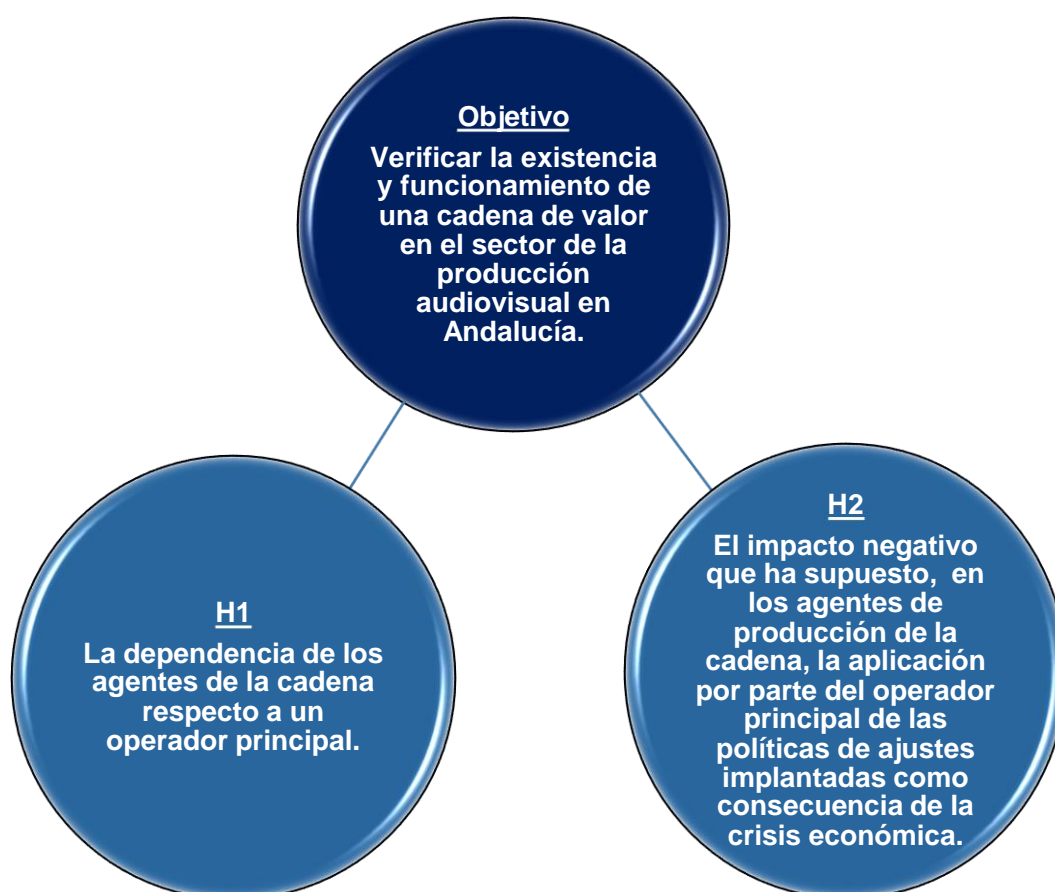 Objetivo
Verificar la existencia
y funcionamiento de
una cadena de valor
en el sector de la
producción
audiovisual en
Andalucía.
H1
La dependencia de los
agentes de la cadena
respecto a un
operador principal.
H2
El impacto negativo
que ha supuesto, en
los agentes de
producción de la
cadena, la aplicación
por parte del operador
principal de las
políticas de ajustes
implantadas como
consecuencia de la
crisis económica.